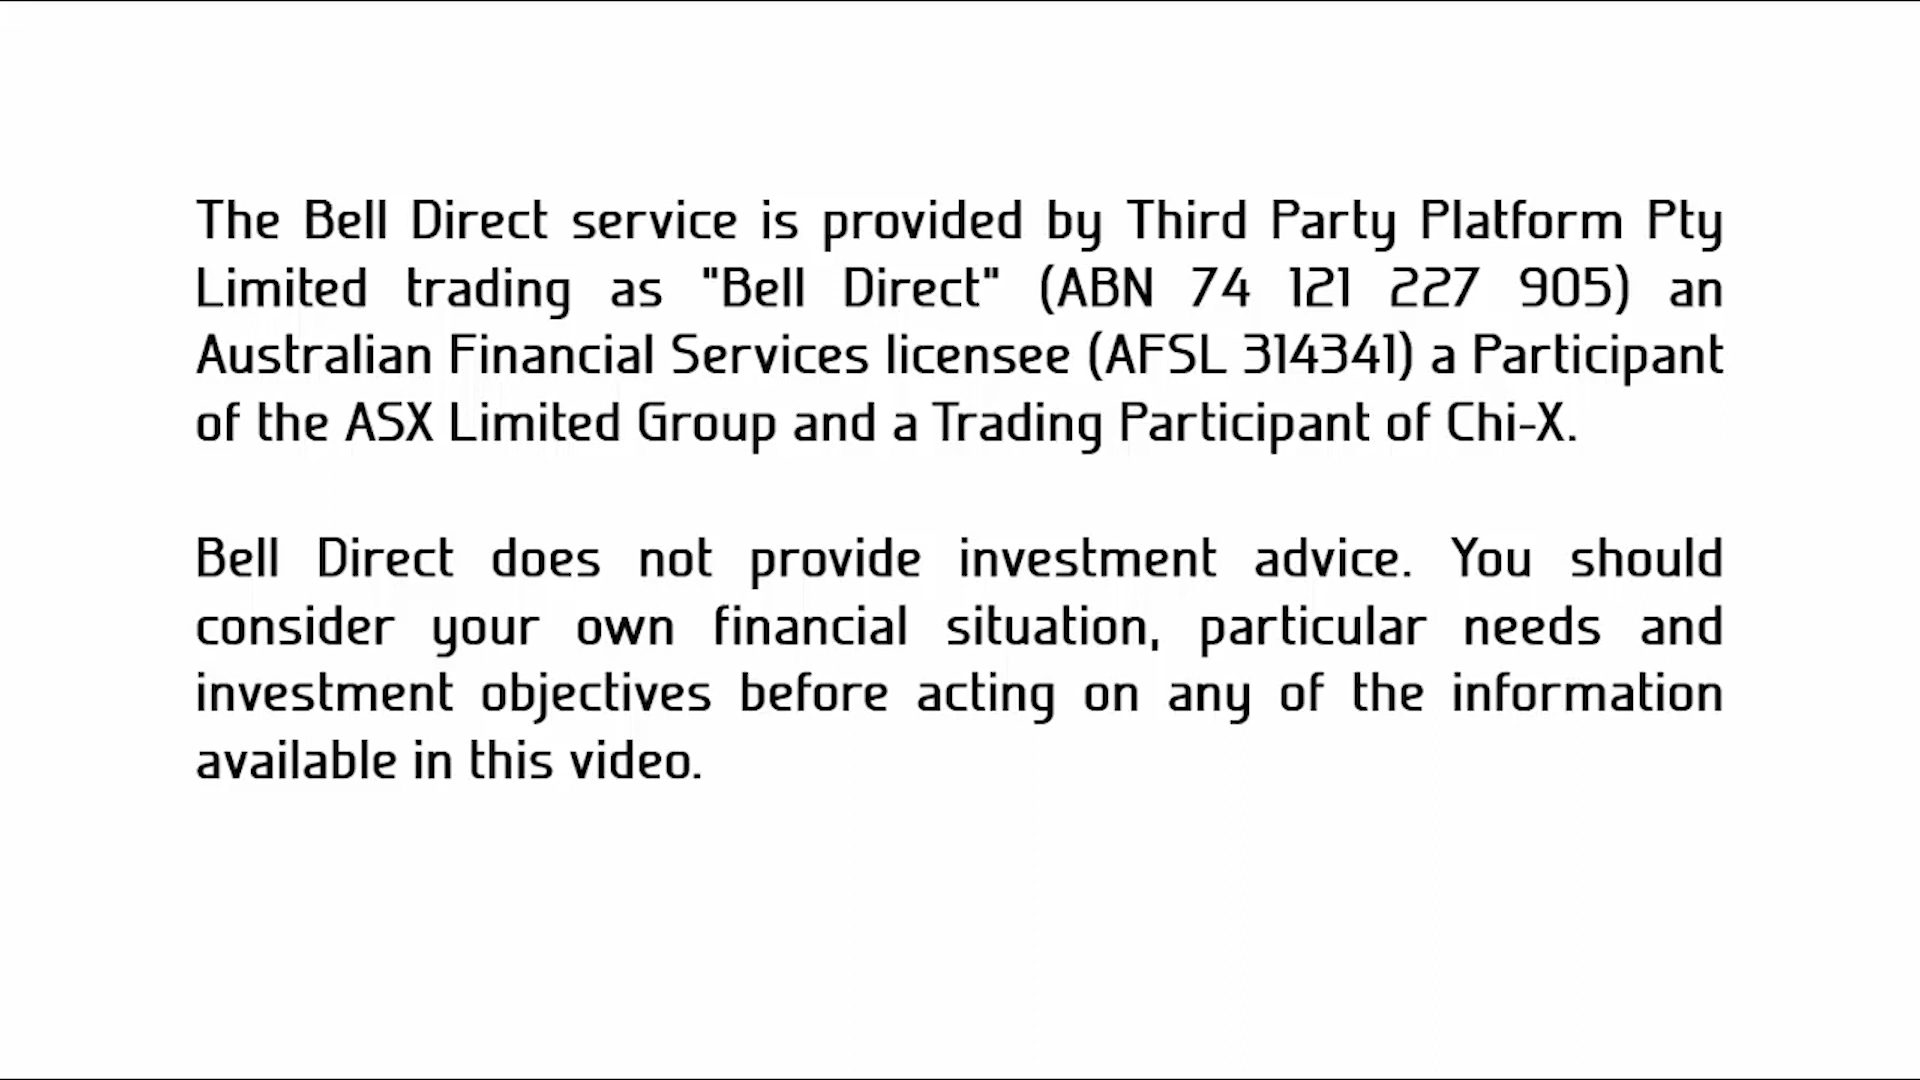 The Bell Direct service is provided by Third Party Platform Pty
Limited trading as "Bell Direct" (ABN 74 121 227 905) an
Australian Financial Services licensee (AFSL 314341) a Participant
of the ASX Limited Group and a Trading Participant of Chi-X.
Bell Direct does not provide investment advice. You should
consider your own financial situation, particular needs and
investment objectives before acting on any of the information
available in this video.